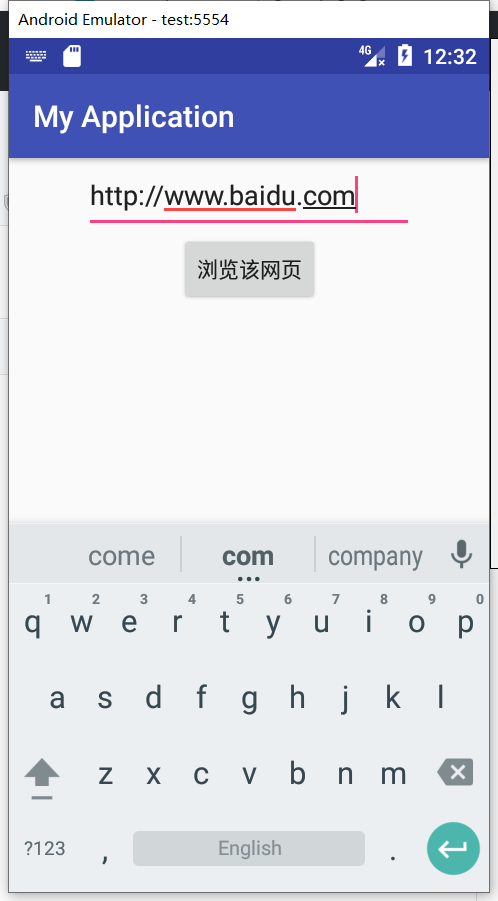 Android Emulator - test:5554
4G 12:32
My Application
http://www.baidu.com
浏览该网页
come com company
1 2 3 4 5 6 7 8 9 0
q w e r t y u i o p
a s d f g h j k l
z x c v b n m
?123 , English .